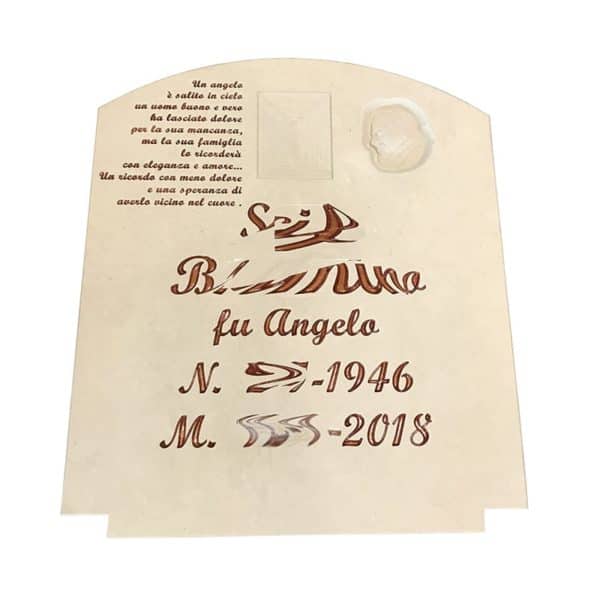 Un angelo
è salito in cielo
un uomo buono e vero
ha lasciato dolore
per la sua mancanza,
ma la sua famiglia
lo ricorderà
con eleganza e amore...
Un ricordo con meno dolore
e una speranza di
averlo vicino nel cuore .
fu Angelo
N. -1946
M. -2018